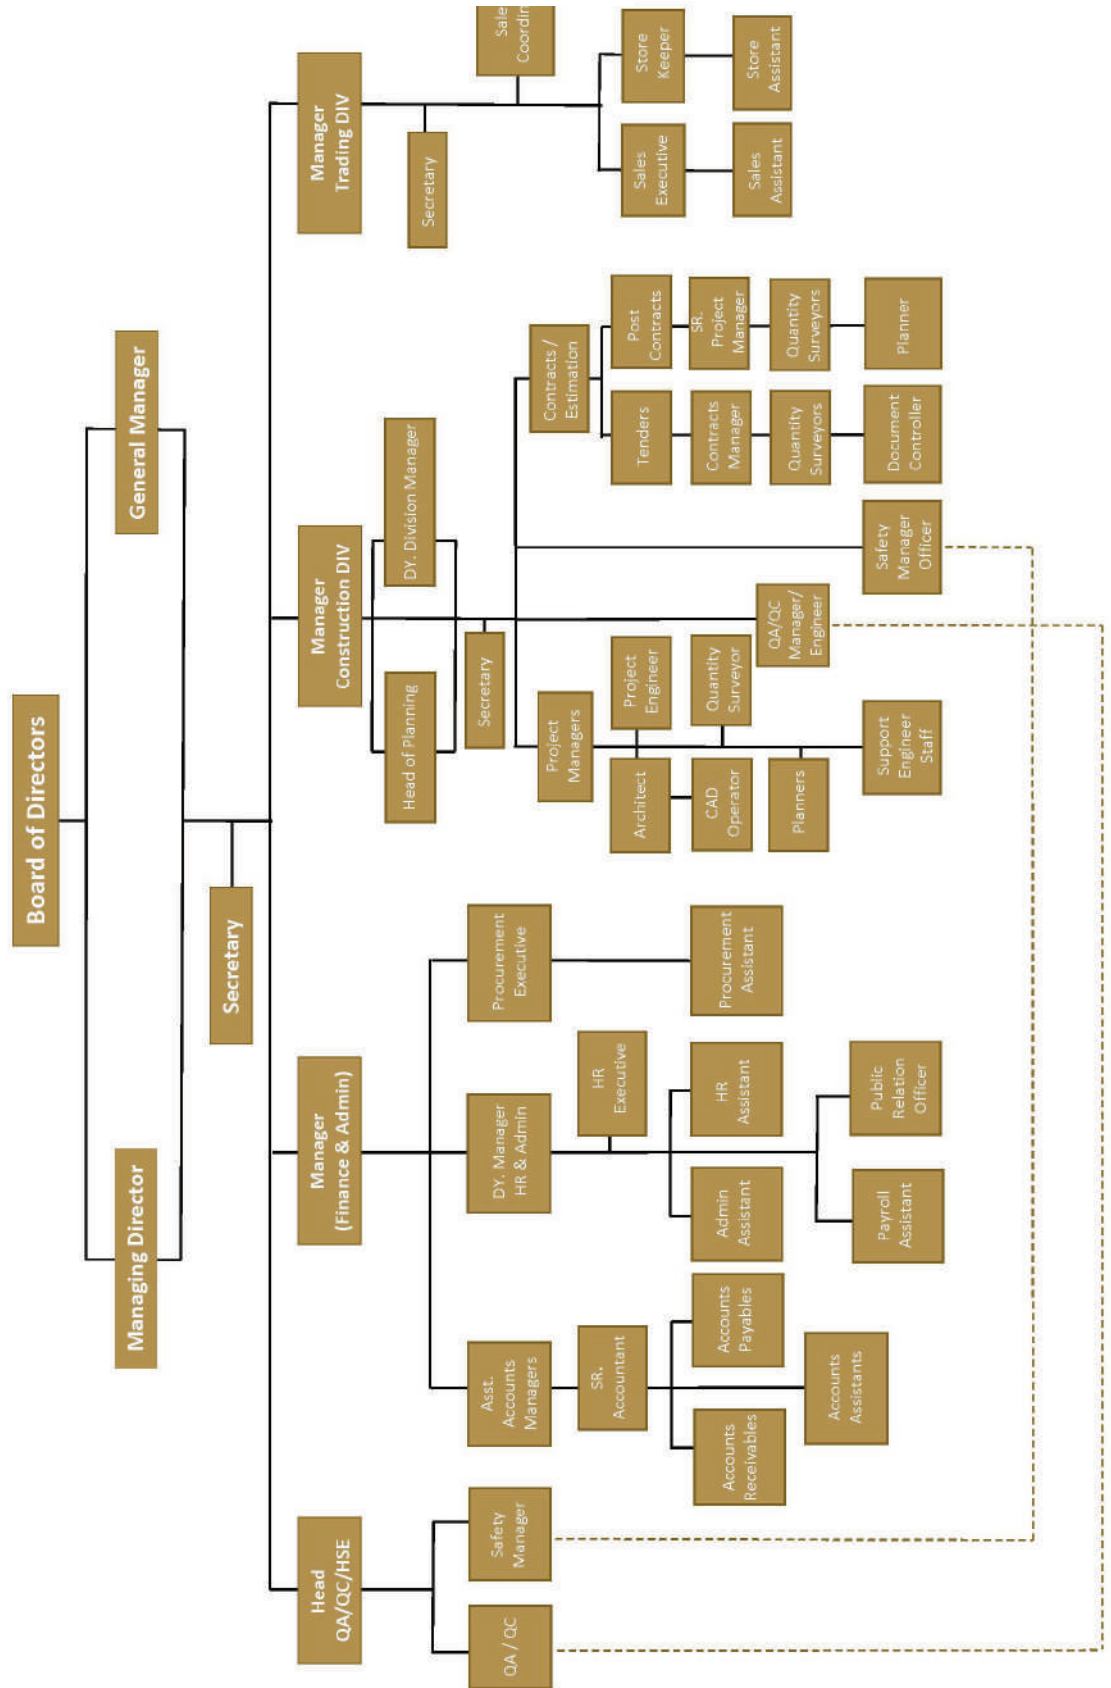 Board of Directors
Managing Director
General Manager
Secretary
Head
QA/QC/HSE
Manager
(Finance & Admin)
Manager
Construction DIV
Manager
Trading DIV
QA / QC
Safety
Manager
Asst.
Accounts
Managers
SR.
Accountant
Accounts
Receivables
Accounts
Payables
Accounts
Assistants
DY. Manager
HR & Admin
HR
Executive
Admin
Assistant
HR
Assistant
Payroll
Assistant
Public
Relation
Officer
Procurement
Executive
Procurement
Assistant
Head of Planning
DY. Division Manager
Secretary
Project
Managers
Architect
Project
Engineer
CAD
Operator
Quantity
Surveyor
Planners
Support
Engineer
Staff
QA/QC
Manager/
Engineer
Safety
Manager
Officer
Contracts /
Estimation
Tenders
Contracts
Manager
Quantity
Surveyors
Document
Controller
Post
Contracts
SR.
Project
Manager
Quantity
Surveyors
Planner
Secretary
Sale
Coordin
Sales
Executive
Sales
Assistant
Store
Keeper
Store
Assistant